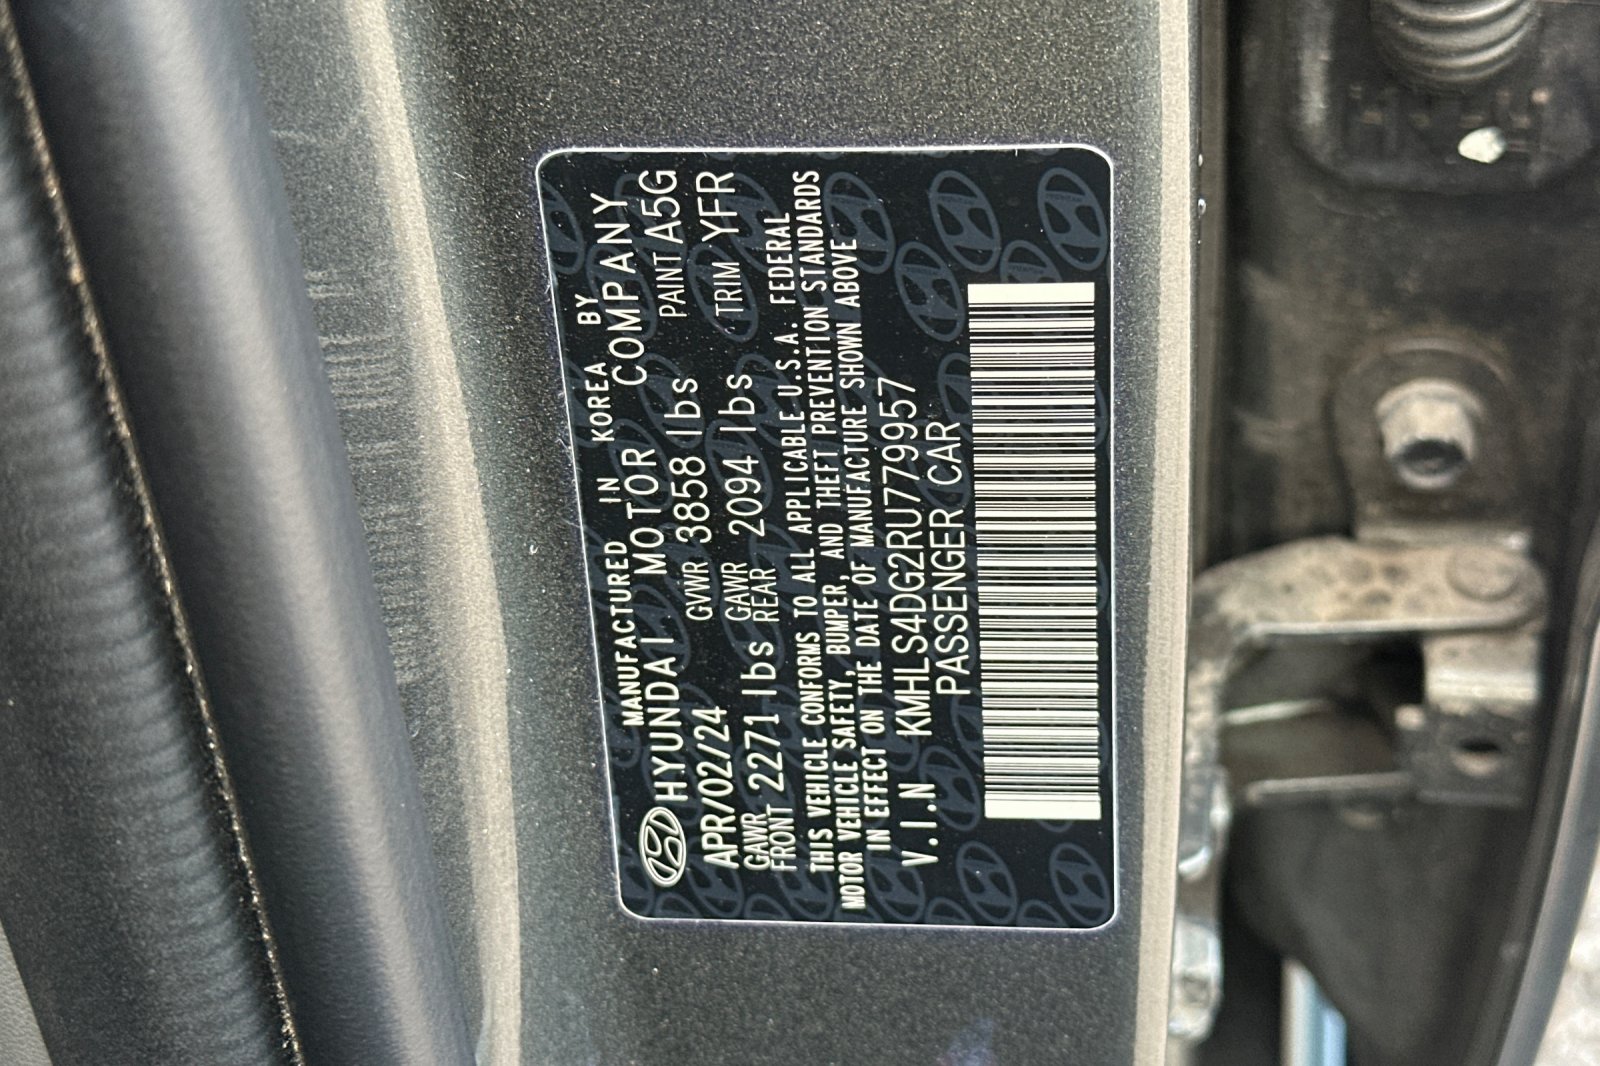 MANUFACTURED IN KOREA BY
HYUNDAI MOTOR COMPANY
APR/02/24 GVWR 3858 lbs PAINT A5G
GAWR FRONT 2271 lbs GAWR REAR 2094 lbs TRIM YFR
THIS VEHICLE CONFORMS TO ALL APPLICABLE U.S.A. FEDERAL
MOTOR VEHICLE SAFETY, BUMPER, AND THEFT PREVENTION STANDARDS
IN EFFECT ON THE DATE OF MANUFACTURE SHOWN ABOVE
V.I.N KMHLS4DG2RU779957
PASSENGER CAR